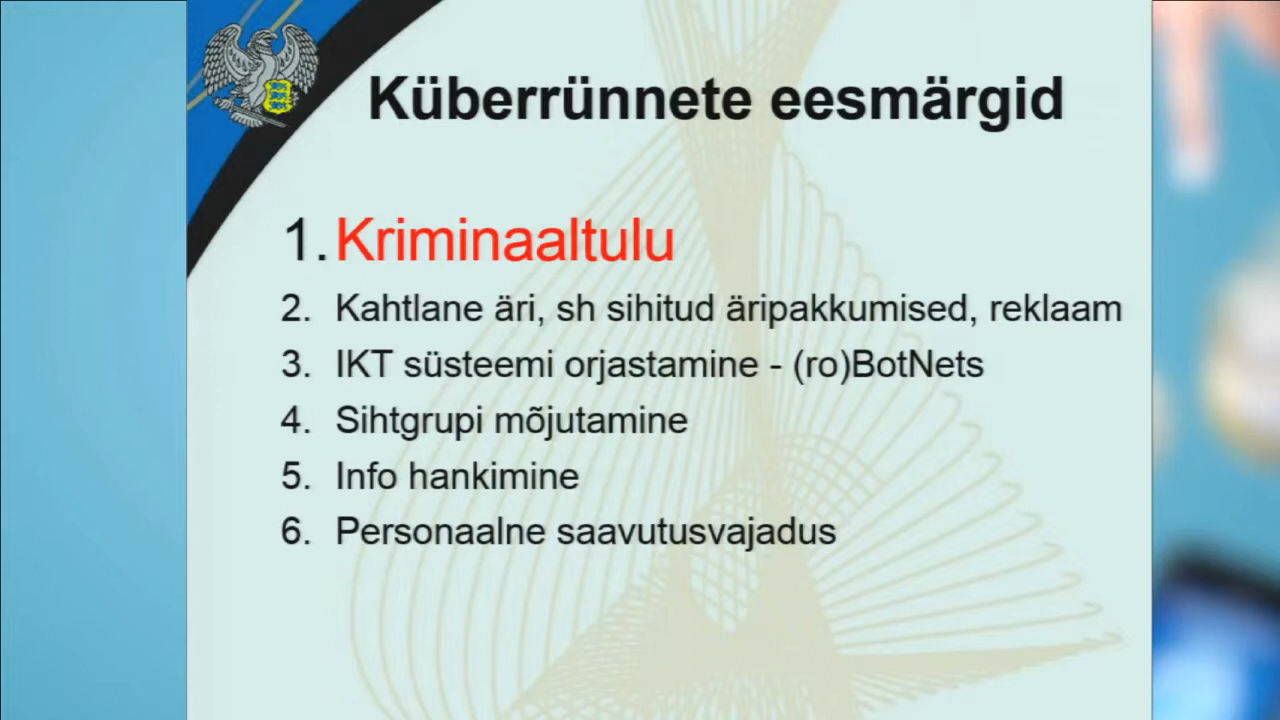 Küberrünnete eesmärgid
1. Kriminaaltulu
2. Kahtlane äri, sh sihitud äripakkumised, reklaam
3. IKT süsteemi orjastamine - (ro)BotNets
4. Sihtgrupi mõjutamine
5. Info hankimine
6. Personaalne saavutusvajadus